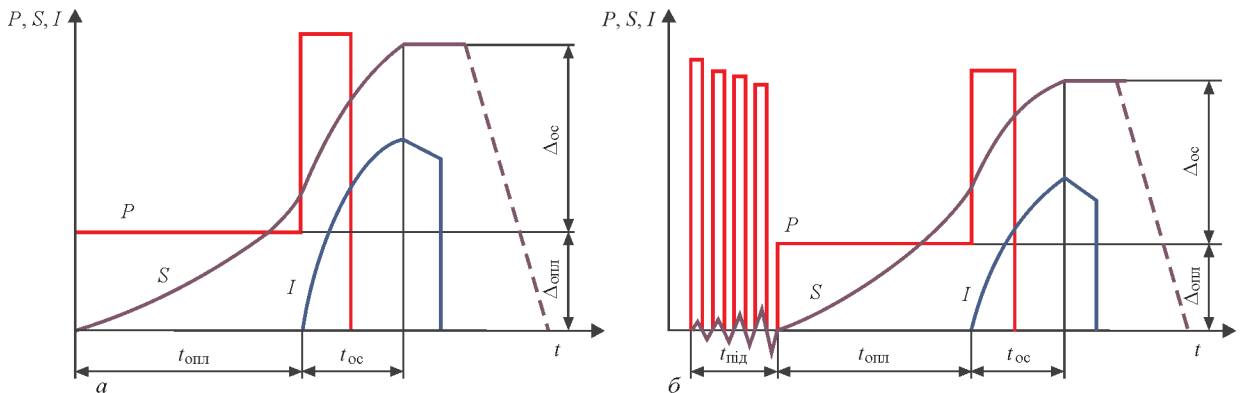 P, S, I
P
S
I
Δос
Δопл
t
tопл
tос
а
P, S, I
P
S
I
Δос
Δопл
t
tпід
tопл
tос
б